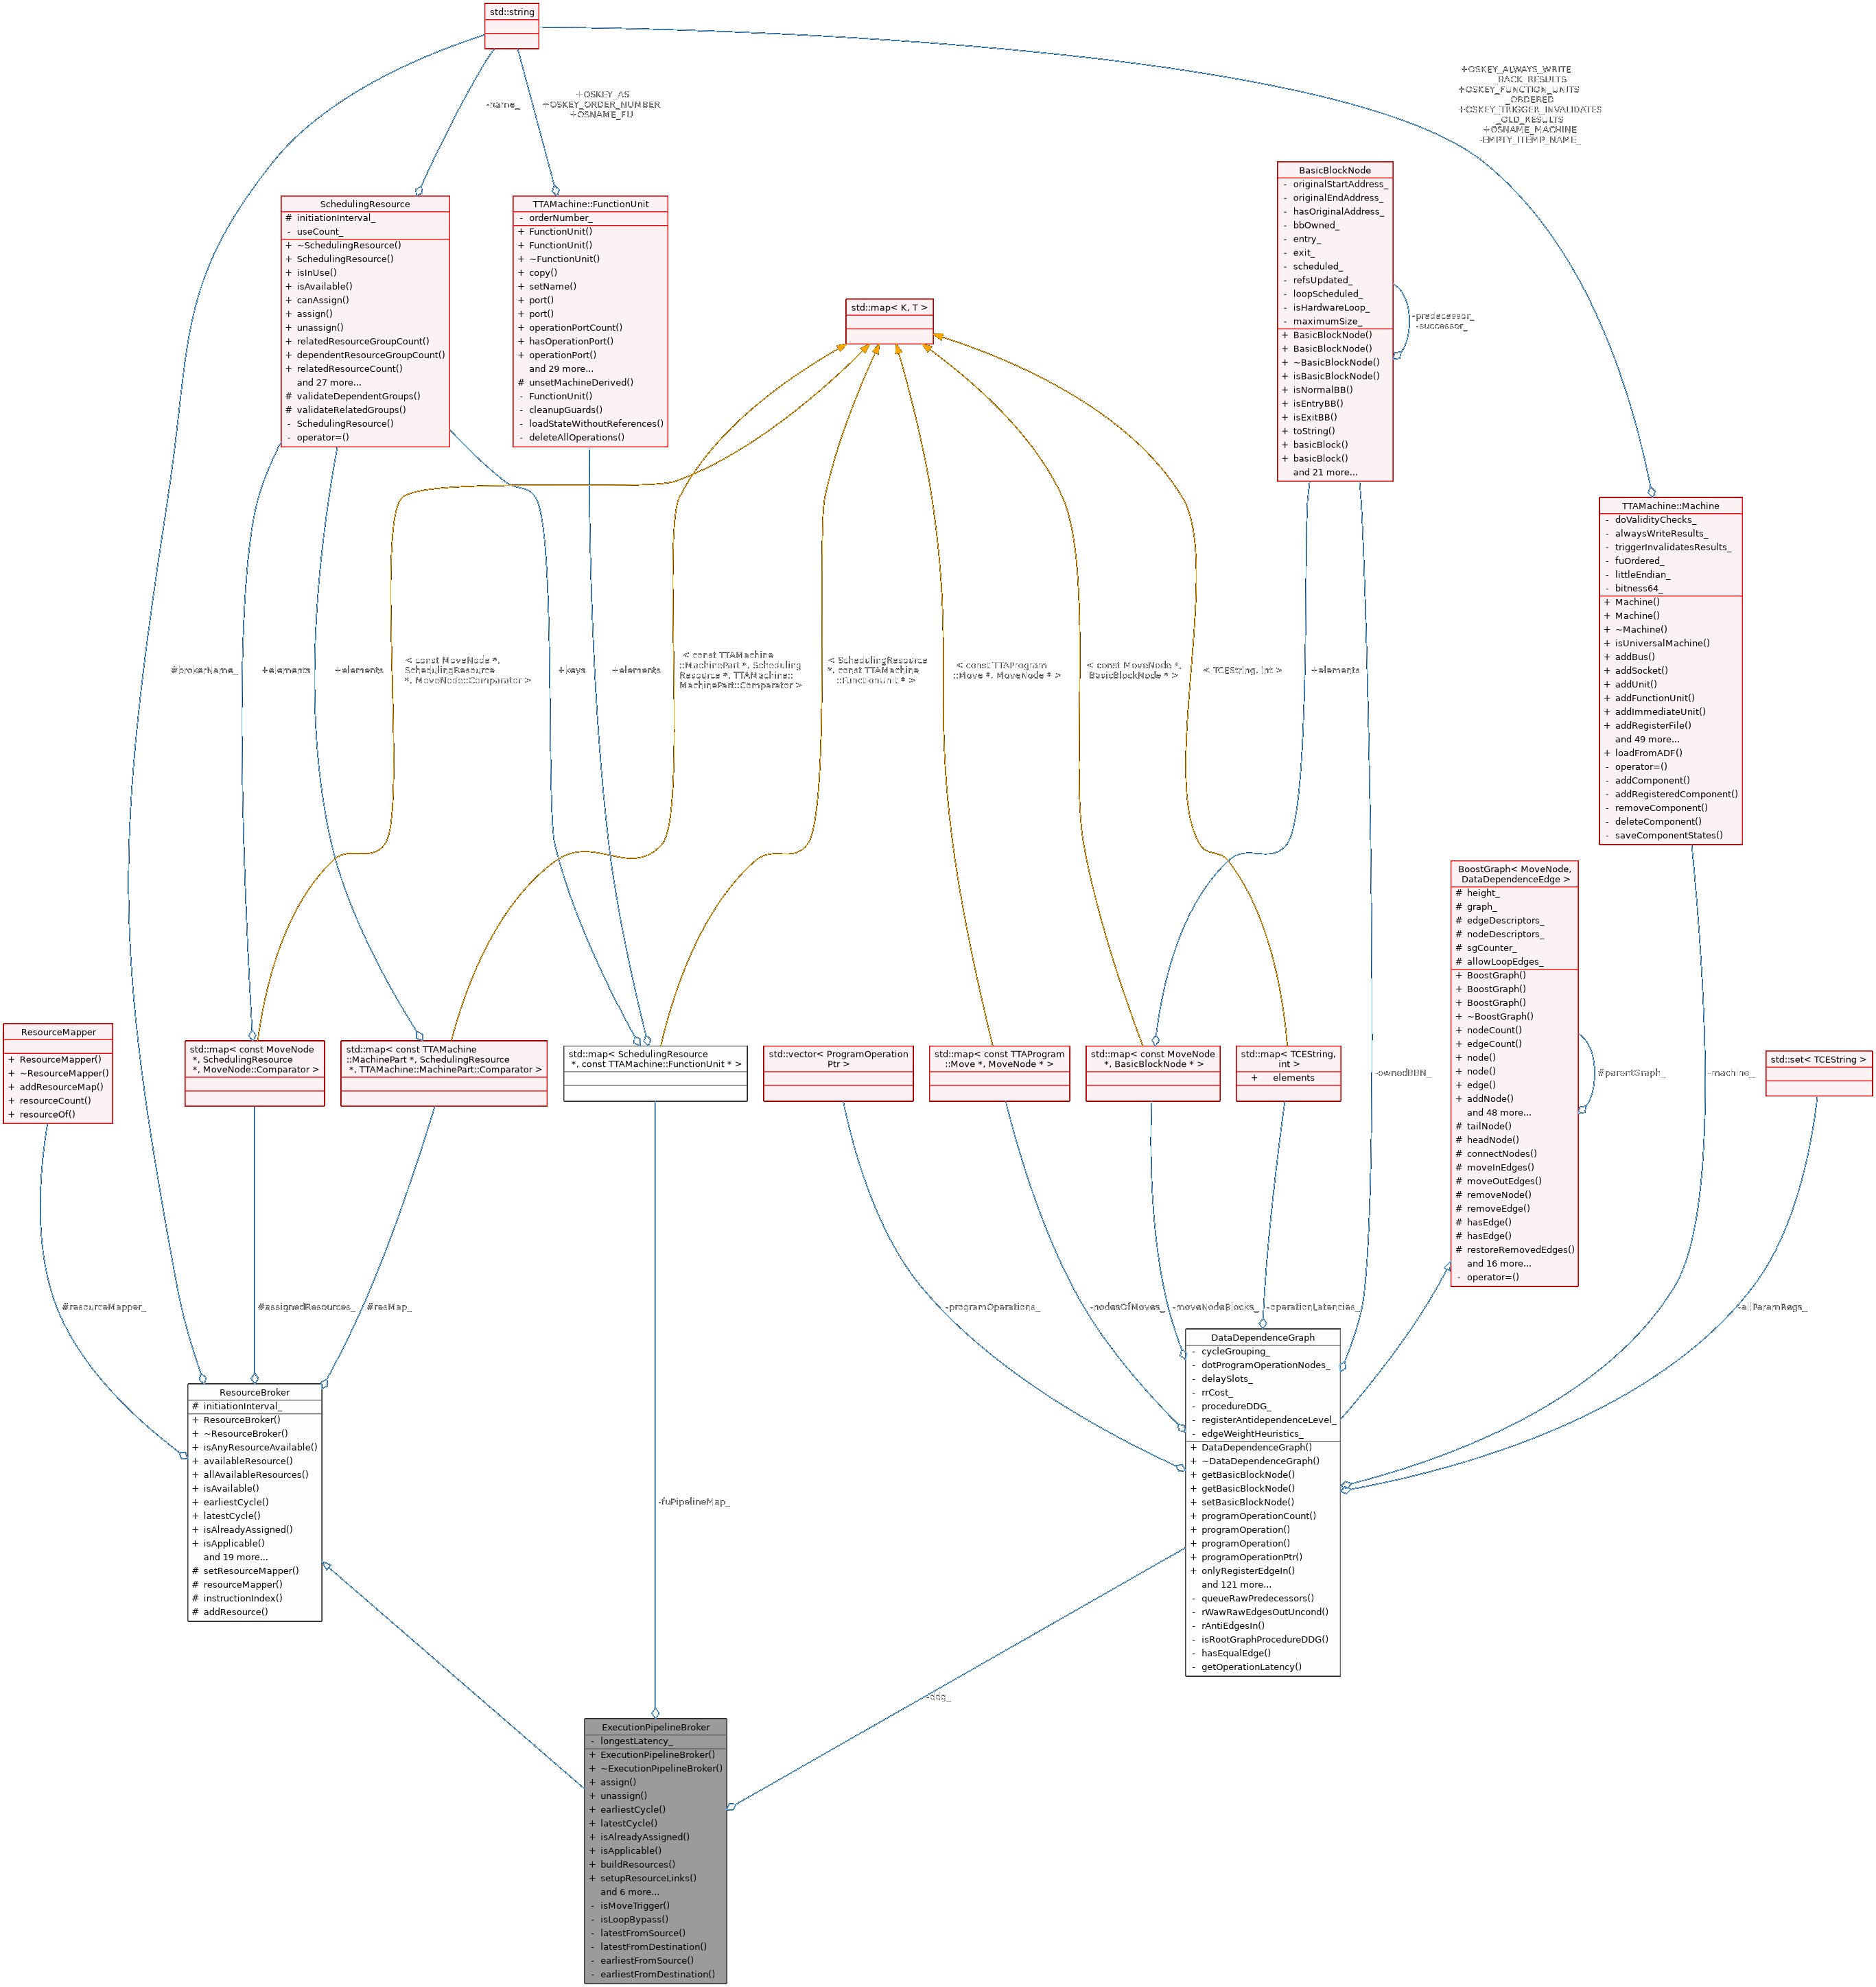 std::string
+OSKEY_ALWAYS_WRITE
_BACK_RESULTS
+OSKEY_FUNCTION_UNITS
_ORDERED
+OSKEY_TRIGGER_INVALIDATES
_OLD_RESULTS
+OSNAME_MACHINE
-EMPTY_ITEMP_NAME_
-name_
+OSKEY_AS
+OSKEY_ORDER_NUMBER
+OSNAME_FU
SchedulingResource
# initiationInterval_
- useCount_
+ ~SchedulingResource()
+ SchedulingResource()
+ isInUse()
+ isAvailable()
+ canAssign()
+ assign()
+ unassign()
+ relatedResourceGroupCount()
+ dependentResourceGroupCount()
+ relatedResourceCount()
and 27 more...
# validateDependentGroups()
# validateRelatedGroups()
- SchedulingResource()
- operator=()
TTAMachine::FunctionUnit
- orderNumber_
+ FunctionUnit()
+ FunctionUnit()
+ ~FunctionUnit()
+ copy()
+ setName()
+ port()
+ port()
+ operationPortCount()
+ hasOperationPort()
+ operationPort()
and 29 more...
# unsetMachineDerived()
- FunctionUnit()
- cleanupGuards()
- loadStateWithoutReferences()
- deleteAllOperations()
std::map< K, T >
BasicBlockNode
- originalStartAddress_
- originalEndAddress_
- hasOriginalAddress_
- bbOwned_
- entry_
- exit_
- scheduled_
- refsUpdated_
- loopScheduled_
- isHardwareLoop_
- maximumSize_
+ BasicBlockNode()
+ BasicBlockNode()
+ ~BasicBlockNode()
+ isBasicBlockNode()
+ isNormalBB()
+ isEntryBB()
+ isExitBB()
+ toString()
+ basicBlock()
+ basicBlock()
and 21 more...
-predecessor_
-successor_
TTAMachine::Machine
- doValidityChecks_
- alwaysWriteResults_
- triggerInvalidatesResults_
- fuOrdered_
- littleEndian_
- bitness64_
+ Machine()
+ Machine()
+ ~Machine()
+ isUniversalMachine()
+ addBus()
+ addSocket()
+ addUnit()
+ addFunctionUnit()
+ addImmediateUnit()
+ addRegisterFile()
and 49 more...
+ loadFromADF()
- operator=()
- addComponent()
- addRegisteredComponent()
- removeComponent()
- deleteComponent()
- saveComponentStates()
#brokerName_
+elements
+elements
< const MoveNode *,
SchedulingResource
*, MoveNode::Comparator >
+keys
+elements
< const TTAMachine
::MachinePart *, Scheduling
Resource *, TTAMachine::
MachinePart::Comparator >
< SchedulingResource
*, const TTAMachine
::FunctionUnit * >
< const TTAProgram
::Move *, MoveNode * >
< const MoveNode *,
BasicBlockNode * >
< TCEString, int >
+elements
BoostGraph< MoveNode,
DataDependenceEdge >
# height_
# graph_
# edgeDescriptors_
# nodeDescriptors_
# sgCounter_
# allowLoopEdges_
+ BoostGraph()
+ BoostGraph()
+ BoostGraph()
+ ~BoostGraph()
+ nodeCount()
+ edgeCount()
+ node()
+ node()
+ edge()
+ addNode()
and 48 more...
# tailNode()
# headNode()
# connectNodes()
# moveInEdges()
# moveOutEdges()
# removeNode()
# removeEdge()
# hasEdge()
# hasEdge()
# restoreRemovedEdges()
and 16 more...
- operator=()
#parentGraph_
ResourceMapper
+ ResourceMapper()
+ ~ResourceMapper()
+ addResourceMap()
+ resourceCount()
+ resourceOf()
std::map< const MoveNode
*, SchedulingResource
*, MoveNode::Comparator >
std::map< const TTAMachine
::MachinePart *, SchedulingResource
*, TTAMachine::MachinePart::Comparator >
std::map< SchedulingResource
*, const TTAMachine::FunctionUnit * >
std::vector< ProgramOperation
Ptr >
std::map< const TTAProgram
::Move *, MoveNode * >
std::map< const MoveNode
*, BasicBlockNode * >
std::map< TCEString,
int >
+ elements
-ownedBBN_
-machine_
std::set< TCEString >
#resourceMapper_
#assignedResources_
#resMap_
-programOperations_
-nodesOfMoves_
-moveNodeBlocks_
-operationLatencies_
-allParamRegs_
ResourceBroker
# initiationInterval_
+ ResourceBroker()
+ ~ResourceBroker()
+ isAnyResourceAvailable()
+ availableResource()
+ allAvailableResources()
+ isAvailable()
+ earliestCycle()
+ latestCycle()
+ isAlreadyAssigned()
+ isApplicable()
and 19 more...
# setResourceMapper()
# resourceMapper()
# instructionIndex()
# addResource()
-fuPipelineMap_
DataDependenceGraph
- cycleGrouping_
- dotProgramOperationNodes_
- delaySlots_
- rrCost_
- procedureDDG_
- registerAntidependenceLevel_
- edgeWeightHeuristics_
+ DataDependenceGraph()
+ ~DataDependenceGraph()
+ getBasicBlockNode()
+ getBasicBlockNode()
+ setBasicBlockNode()
+ programOperationCount()
+ programOperation()
+ programOperation()
+ programOperationPtr()
+ onlyRegisterEdgeIn()
and 121 more...
- queueRawPredecessors()
- rWawRawEdgesOutUncond()
- rAntiEdgesIn()
- isRootGraphProcedureDDG()
- hasEqualEdge()
- getOperationLatency()
-ddg_
ExecutionPipelineBroker
- longestLatency_
+ ExecutionPipelineBroker()
+ ~ExecutionPipelineBroker()
+ assign()
+ unassign()
+ earliestCycle()
+ latestCycle()
+ isAlreadyAssigned()
+ isApplicable()
+ buildResources()
+ setupResourceLinks()
and 6 more...
- isMoveTrigger()
- isLoopBypass()
- latestFromSource()
- latestFromDestination()
- earliestFromSource()
- earliestFromDestination()